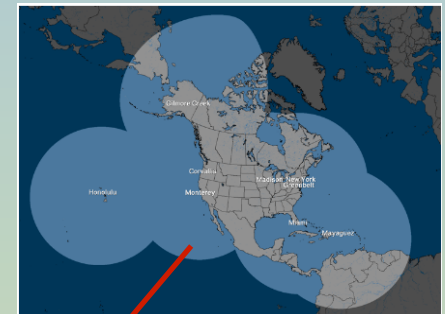 Gilmore Creek
Corvallis
Madison New York
Greenbelt
Honolulu
Monterey
Miami
Mayaguez